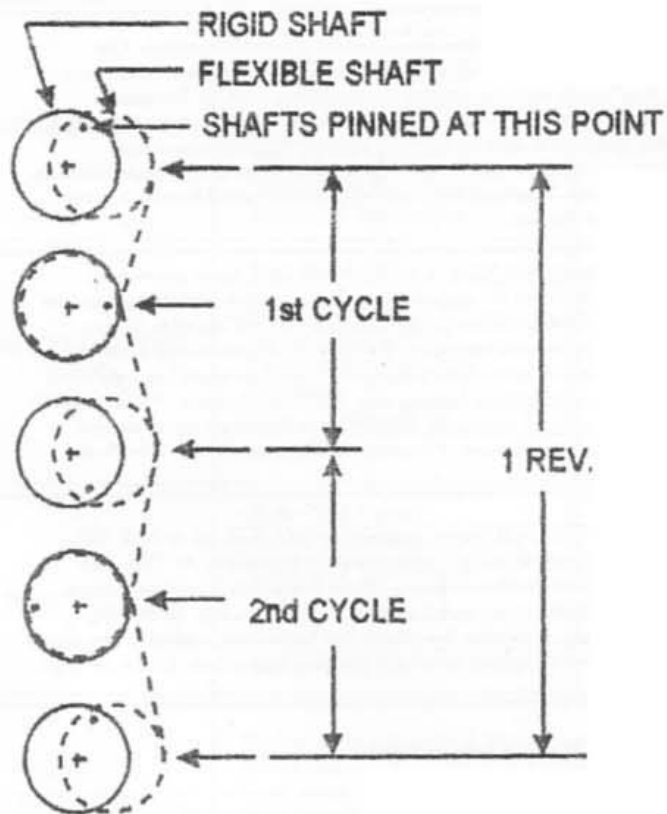 RIGID SHAFT
FLEXIBLE SHAFT
SHAFTS PINNED AT THIS POINT
1st CYCLE
1 REV.
2nd CYCLE